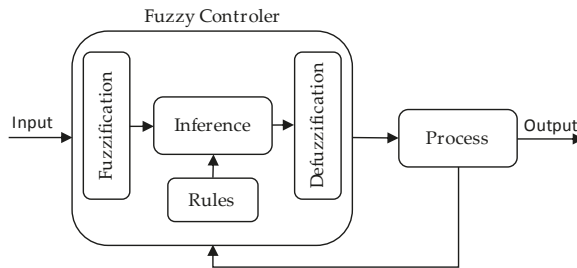 Fuzzy Controler
Input
Fuzzification
Inference
Rules
Defuzzification
Process
Output